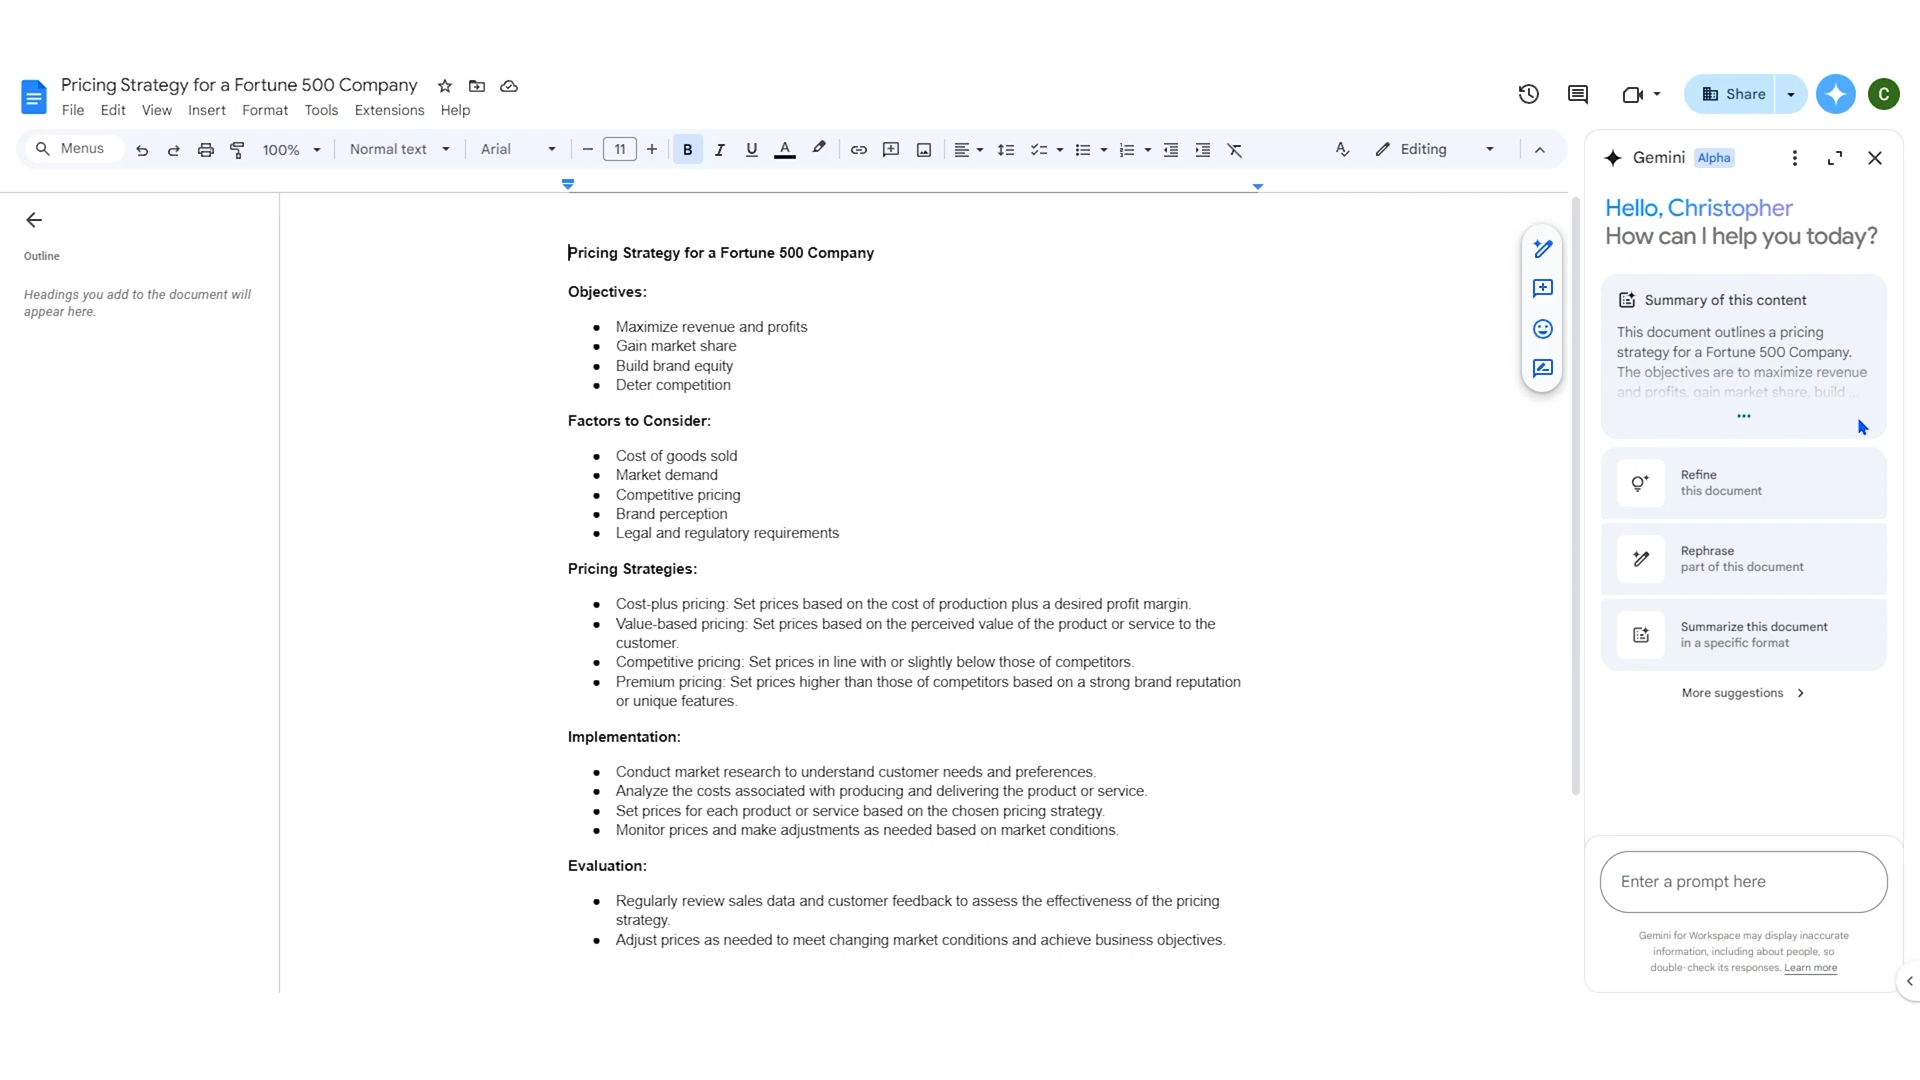 Pricing Strategy for a Fortune 500 Company
File Edit View Insert Format Tools Extensions Help
Share
C
Menus
100%
Normal text
Arial
11
B
I
U
A
Editing
Outline
Headings you add to the document will
appear here.
Pricing Strategy for a Fortune 500 Company
Objectives:
● Maximize revenue and profits
● Gain market share
● Build brand equity
● Deter competition
Factors to Consider:
● Cost of goods sold
● Market demand
● Competitive pricing
● Brand perception
● Legal and regulatory requirements
Pricing Strategies:
● Cost-plus pricing: Set prices based on the cost of production plus a desired profit margin.
● Value-based pricing: Set prices based on the perceived value of the product or service to the
customer.
● Competitive pricing: Set prices in line with or slightly below those of competitors.
● Premium pricing: Set prices higher than those of competitors based on a strong brand reputation
or unique features.
Implementation:
● Conduct market research to understand customer needs and preferences.
● Analyze the costs associated with producing and delivering the product or service.
● Set prices for each product or service based on the chosen pricing strategy.
● Monitor prices and make adjustments as needed based on market conditions.
Evaluation:
● Regularly review sales data and customer feedback to assess the effectiveness of the pricing
strategy.
● Adjust prices as needed to meet changing market conditions and achieve business objectives.
Gemini Alpha
Hello, Christopher
How can I help you today?
Summary of this content
This document outlines a pricing
strategy for a Fortune 500 Company.
The objectives are to maximize revenue
and profits, gain market share, build ...
Refine
this document
Rephrase
part of this document
Summarize this document
in a specific format
More suggestions
Enter a prompt here
Gemini for Workspace may display inaccurate
information, including about people, so
double-check its responses. Learn more